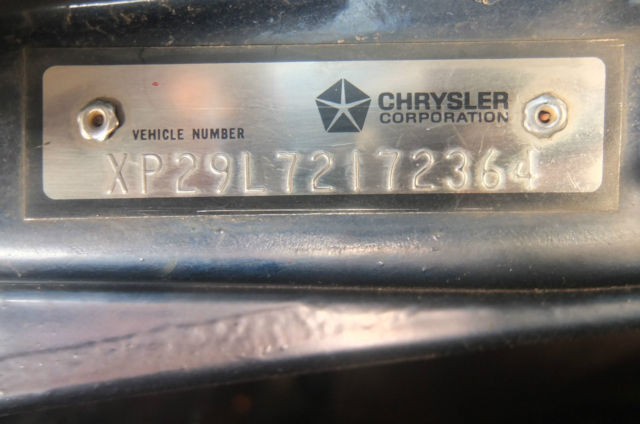 CHRYSLER
CORPORATION
VEHICLE NUMBER
XP29L72172364